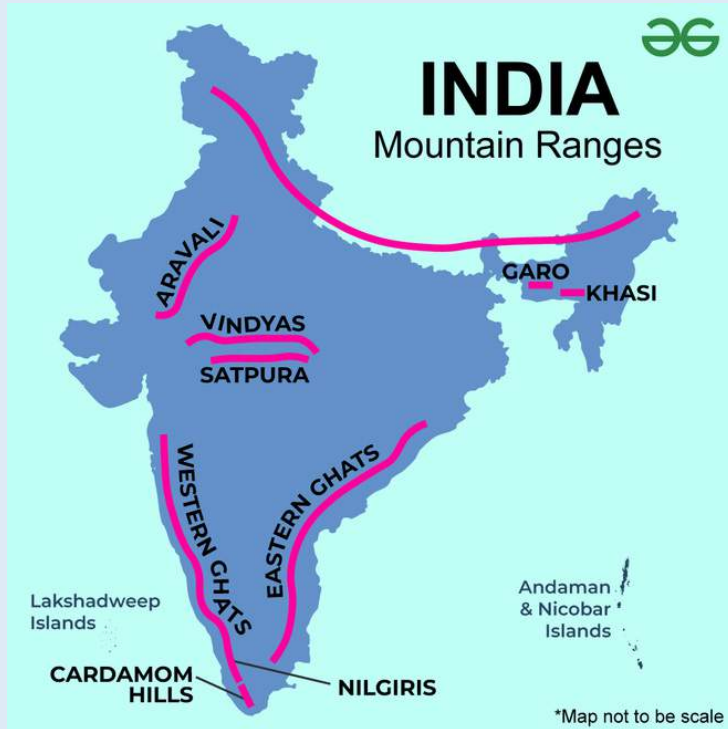 INDIA
Mountain Ranges
ARAVALI
GARO
KHASI
VINDYAS
SATPURA
WESTERN GHATS
EASTERN GHATS
Lakshadweep
Islands
Andaman
& Nicobar
Islands
CARDAMOM
HILLS
NILGIRIS
*Map not to be scale